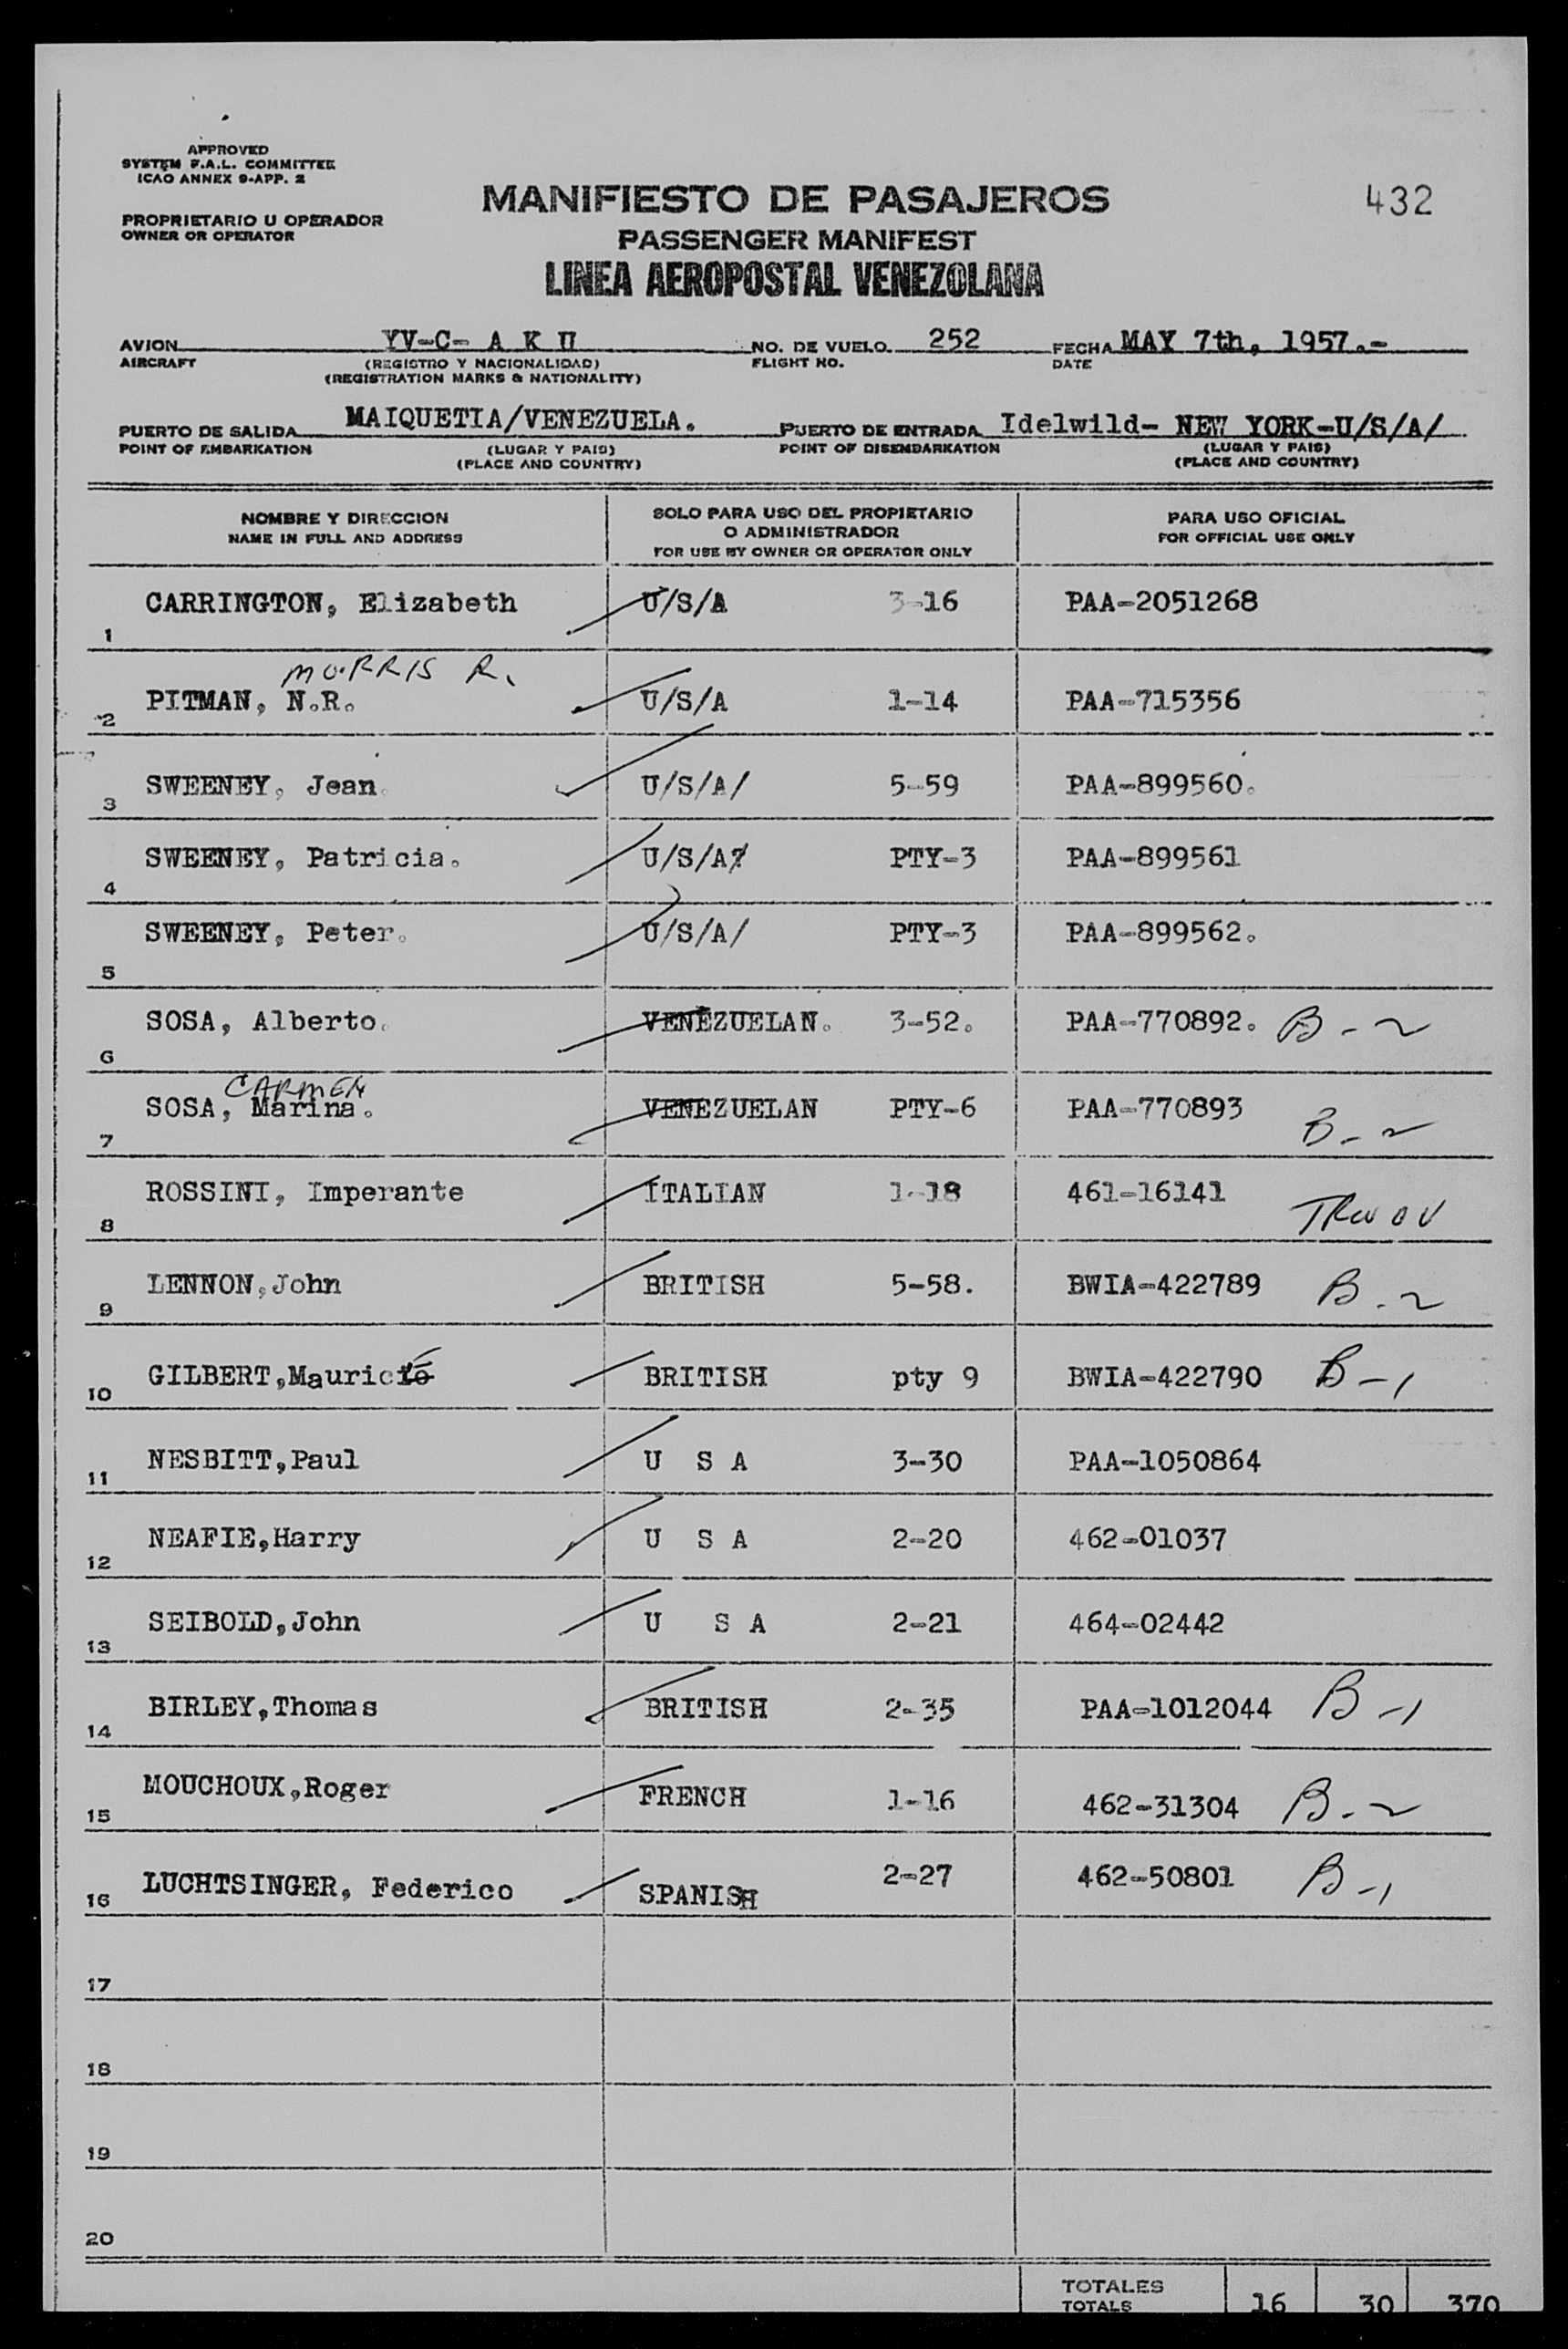 APPROVED
SYSTEM F.A.L. COMMITTEE
ICAO ANNEX 9-APP. 2
PROPRIETARIO U OPERADOR
OWNER OR OPERATOR
MANIFIESTO DE PASAJEROS
PASSENGER MANIFEST
LINEA AEROPOSTAL VENEZOLANA
432
AVION YV-C- A K U NO. DE VUELO 252 FECHA MAY 7th, 1957.-
AIRCRAFT (REGISTRO Y NACIONALIDAD) FLIGHT NO. DATE
(REGISTRATION MARKS & NATIONALITY)
PUERTO DE SALIDA MAIQUETIA/VENEZUELA. PUERTO DE ENTRADA Idelwild- NEW YORK-U/S/A/
POINT OF EMBARKATION (LUGAR Y PAIS) POINT OF DISEMBARKATION (LUGAR Y PAIS)
(PLACE AND COUNTRY) (PLACE AND COUNTRY)
NOMBRE Y DIRECCION SOLO PARA USO DEL PROPIETARIO PARA USO OFICIAL
NAME IN FULL AND ADDRESS O ADMINISTRADOR FOR OFFICIAL USE ONLY
FOR USE BY OWNER OR OPERATOR ONLY
1 CARRINGTON, Elizabeth U/S/A 3-16 PAA-2051268
MORRIS R.
2 PITMAN, N.R. U/S/A 1-14 PAA-715356
3 SWEENEY, Jean. U/S/A/ 5-59 PAA-899560.
4 SWEENEY, Patricia. U/S/A PTY-3 PAA-899561
5 SWEENEY, Peter. U/S/A/ PTY-3 PAA-899562.
6 SOSA, Alberto. VENEZUELAN. 3-52. PAA-770892. B-2
CARMEN
7 SOSA, Marina. VENEZUELAN PTY-6 PAA-770893 B-2
8 ROSSINI, Imperante ITALIAN 1-18 461-16141
9 LENNON,John BRITISH 5-58. BWIA-422789 B-2
10 GILBERT,Mauricio BRITISH pty 9 BWIA-422790 B-1
11 NESBITT,Paul U S A 3-30 PAA-1050864
12 NEAFIE,Harry U S A 2-20 462-01037
13 SEIBOLD,John U S A 2-21 464-02442
14 BIRLEY,Thomas BRITISH 2-35 PAA-1012044 B-1
15 MOUCHOUX,Roger FRENCH 1-16 462-31304 B-2
16 LUCHTSINGER, Federico SPANISH 2-27 462-50801 B-1
17
18
19
20
TOTALES
TOTALS 16 30 370